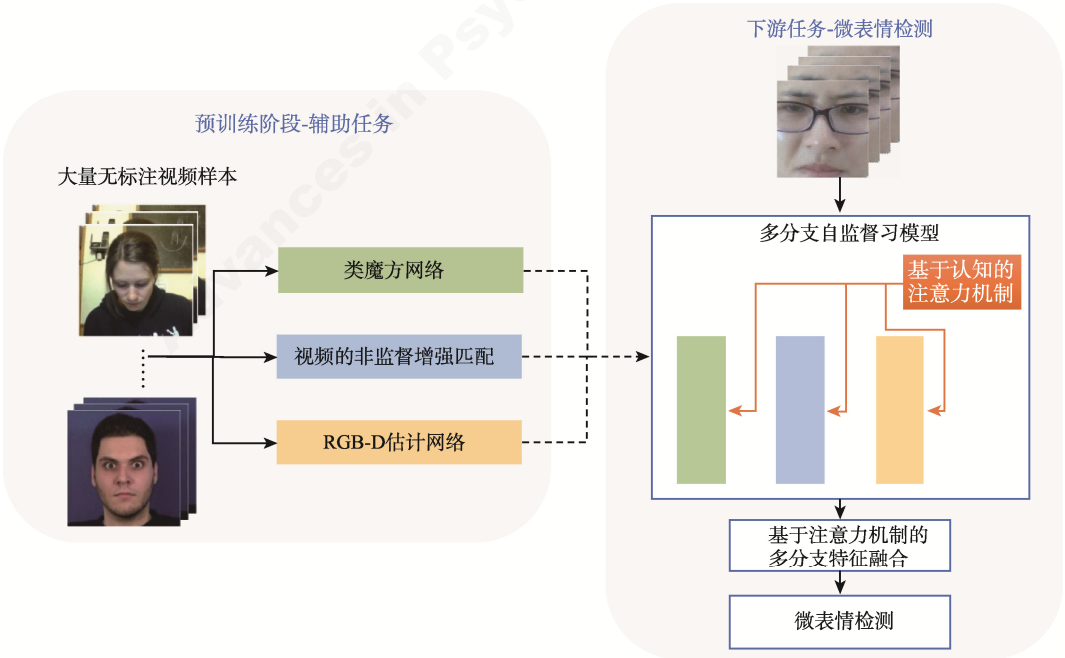 预训练阶段-辅助任务
大量无标注视频样本
类魔方网络
视频的非监督增强匹配
RGB-D估计网络
下游任务-微表情检测
多分支自监督习模型
基于认知的
注意力机制
基于注意力机制的
多分支特征融合
微表情检测
Advances in Psy